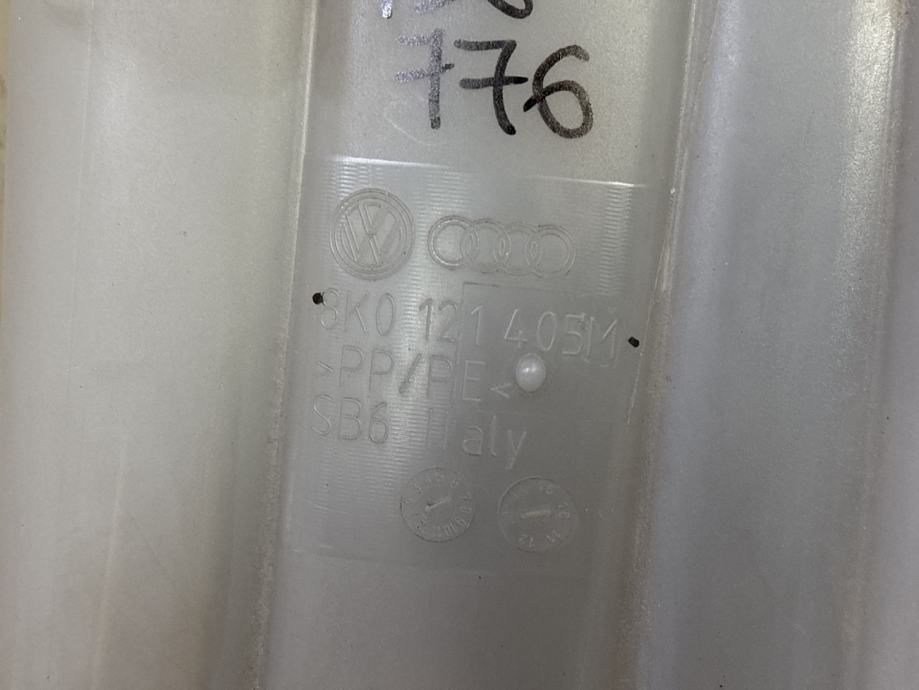 776
8K0 121 405M
>PP/PE<
SB6 Italy